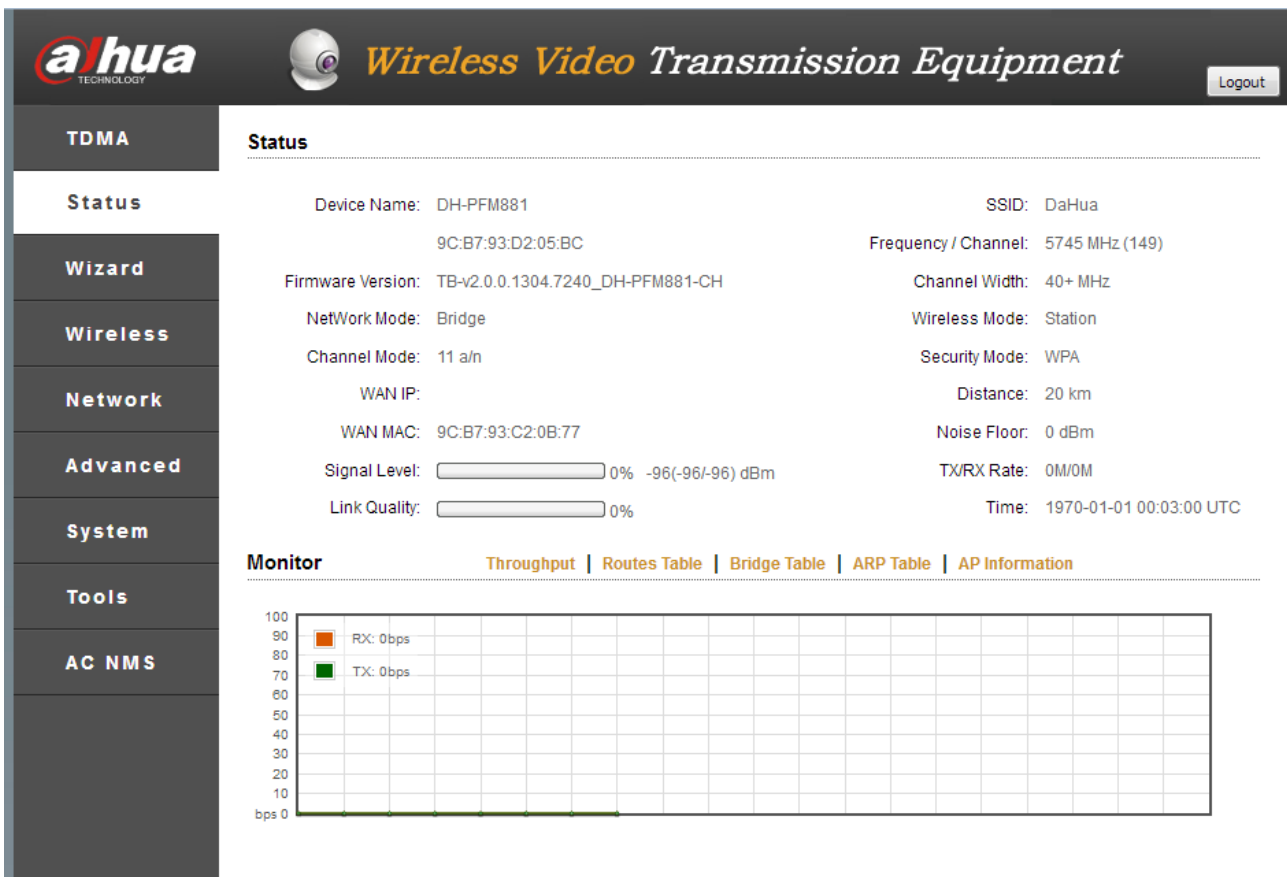 alhua
TECHNOLOGY
Wireless Video Transmission Equipment
Logout
TDMA
Status
Wizard
Wireless
Network
Advanced
System
Tools
AC NMS
Status
Device Name: DH-PFM881
9C:B7:93:D2:05:BC
Firmware Version: TB-v2.0.0.1304.7240_DH-PFM881-CH
NetWork Mode: Bridge
Channel Mode: 11 a/n
WAN IP:
WAN MAC: 9C:B7:93:C2:0B:77
Signal Level: 0% -96(-96/-96) dBm
Link Quality: 0%
SSID: DaHua
Frequency / Channel: 5745 MHz (149)
Channel Width: 40+ MHz
Wireless Mode: Station
Security Mode: WPA
Distance: 20 km
Noise Floor: 0 dBm
TX/RX Rate: 0M/0M
Time: 1970-01-01 00:03:00 UTC
Monitor
Throughput | Routes Table | Bridge Table | ARP Table | AP Information
100
90
80
70
60
50
40
30
20
10
bps 0
RX: 0bps
TX: 0bps